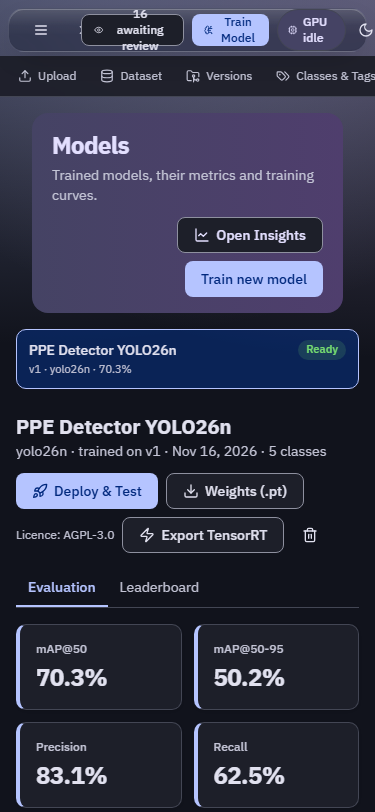 16
awaiting
review
Train
Model
GPU
idle
Upload
Dataset
Versions
Classes & Tags
Models
Trained models, their metrics and training
curves.
Open Insights
Train new model
PPE Detector YOLO26n
Ready
v1 · yolo26n · 70.3%
PPE Detector YOLO26n
yolo26n · trained on v1 · Nov 16, 2026 · 5 classes
Deploy & Test
Weights (.pt)
Licence: AGPL-3.0
Export TensorRT
Evaluation
Leaderboard
mAP@50
mAP@50-95
70.3%
50.2%
Precision
Recall
83.1%
62.5%